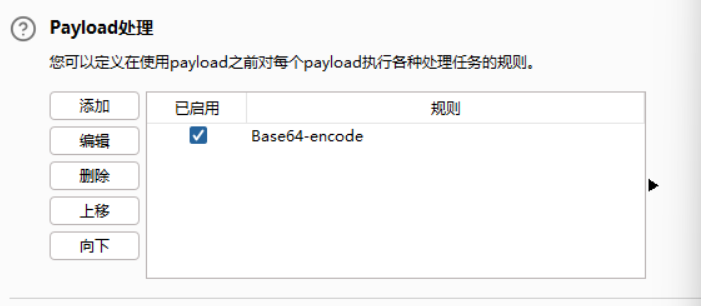 Payload处理
您可以定义在使用payload之前对每个payload执行各种处理任务的规则。
添加
已启用
规则
编辑
Base64-encode
删除
上移
向下